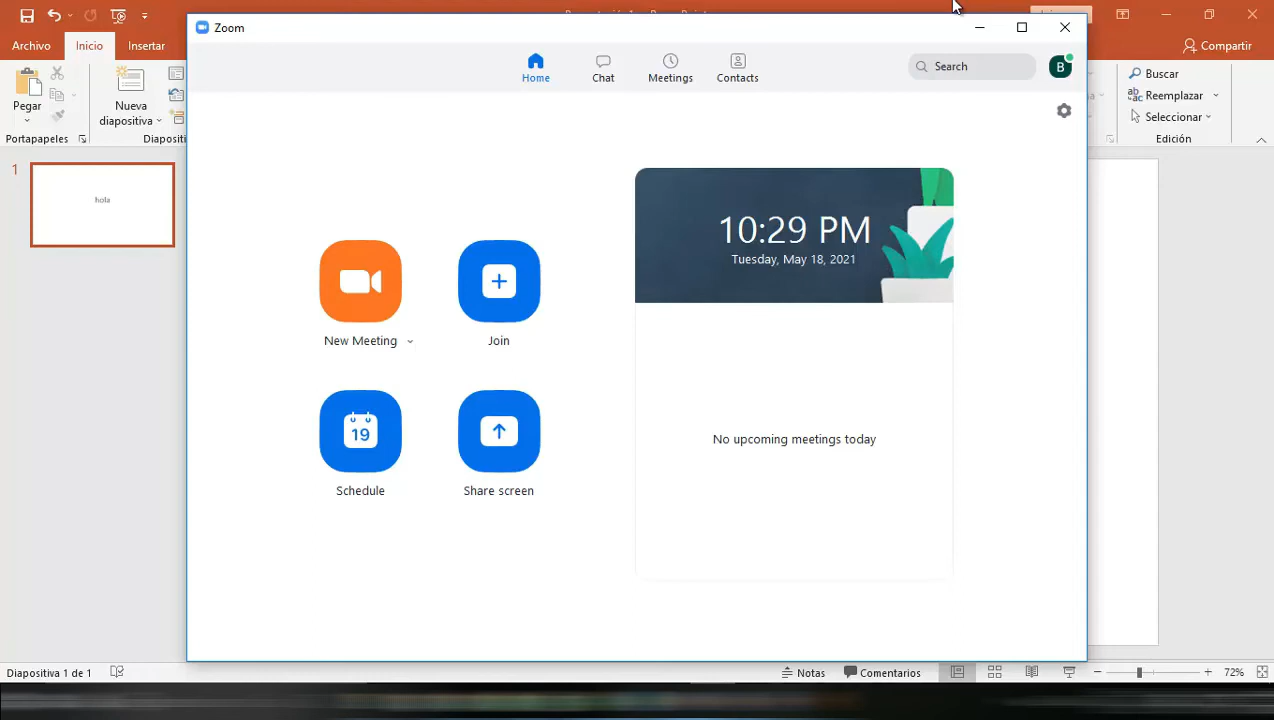 Zoom
Archivo Inicio Insertar
Compartir
Home Chat Meetings Contacts
Search
B
Pegar
Nueva
diapositiva
Portapapeles
Diapositi
Buscar
Reemplazar
Seleccionar
Edición
1
hola
10:29 PM
Tuesday, May 18, 2021
New Meeting
Join
No upcoming meetings today
19
Schedule
Share screen
Diapositiva 1 de 1
Notas
Comentarios
72%